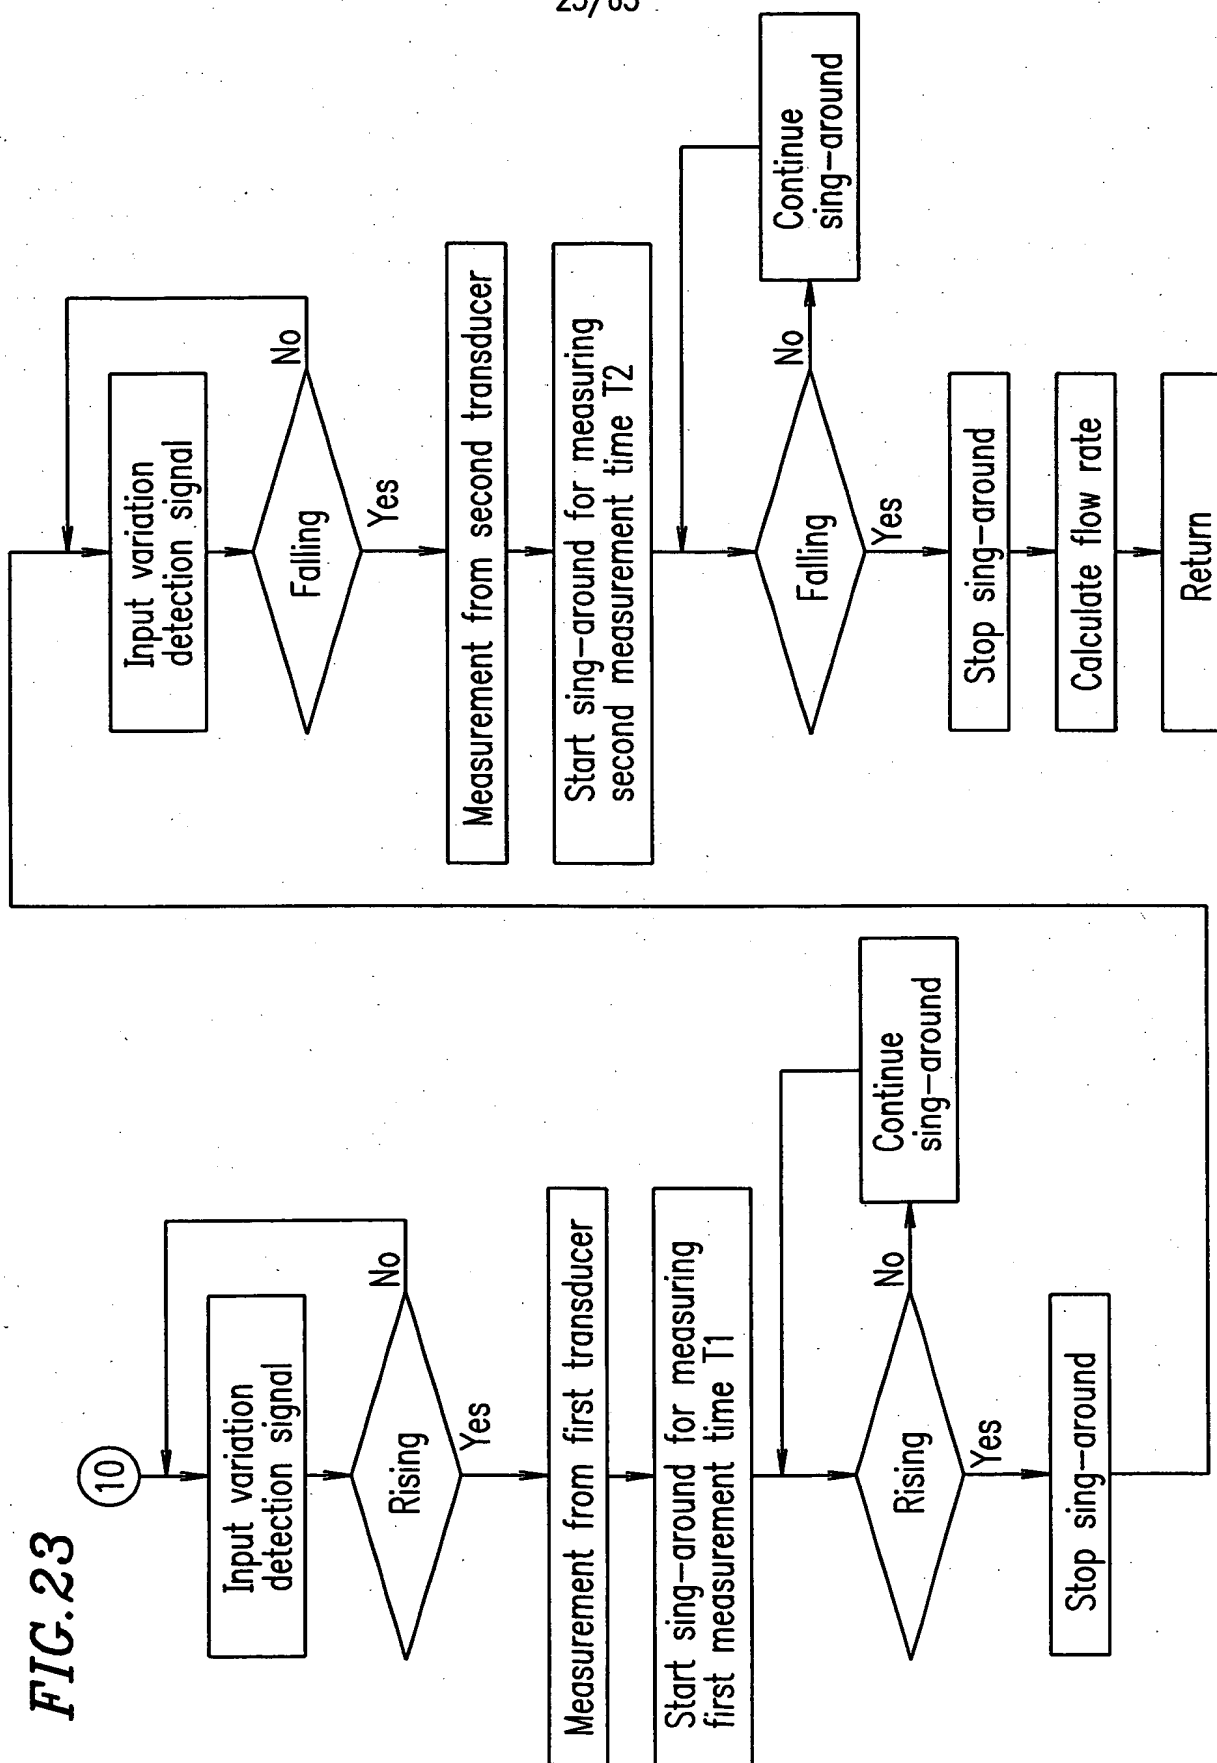 25/85
FIG.23
10
Input variation
detection signal
Rising
No
Yes
Measurement from first transducer
Start sing-around for measuring
first measurement time T1
Rising
No
Continue
sing-around
Yes
Stop sing-around
Input variation
detection signal
Falling
No
Yes
Measurement from second transducer
Start sing-around for measuring
second measurement time T2
Falling
No
Continue
sing-around
Yes
Stop sing-around
Calculate flow rate
Return